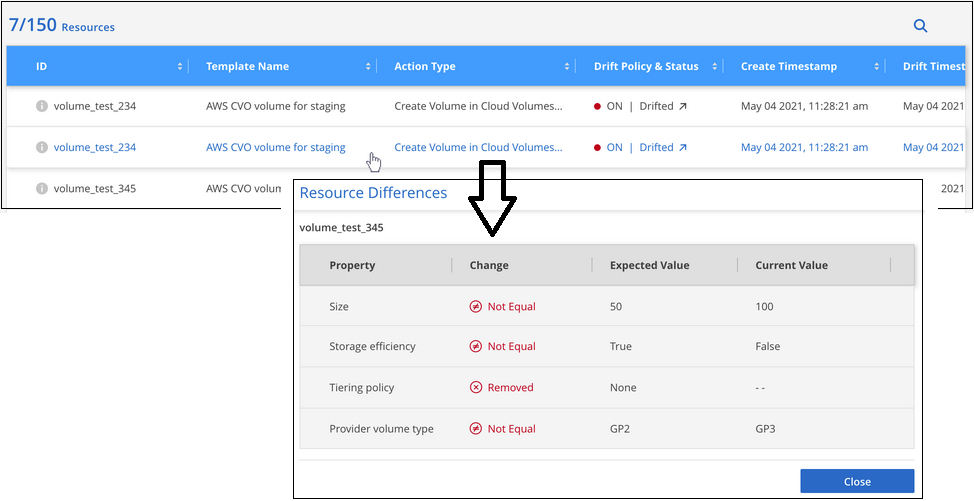 7/150 Resources
ID Template Name Action Type Drift Policy & Status Create Timestamp Drift Timest
volume_test_234 AWS CVO volume for staging Create Volume in Cloud Volumes... ON | Drifted May 04 2021, 11:28:21 am May 04 2021
volume_test_234 AWS CVO volume for staging Create Volume in Cloud Volumes... ON | Drifted May 04 2021, 11:28:21 am May 04 2021
volume_test_345 AWS CVO volum 2021
Resource Differences
volume_test_345
Property Change Expected Value Current Value
Size Not Equal 50 100
Storage efficiency Not Equal True False
Tiering policy Removed None - -
Provider volume type Not Equal GP2 GP3
Close